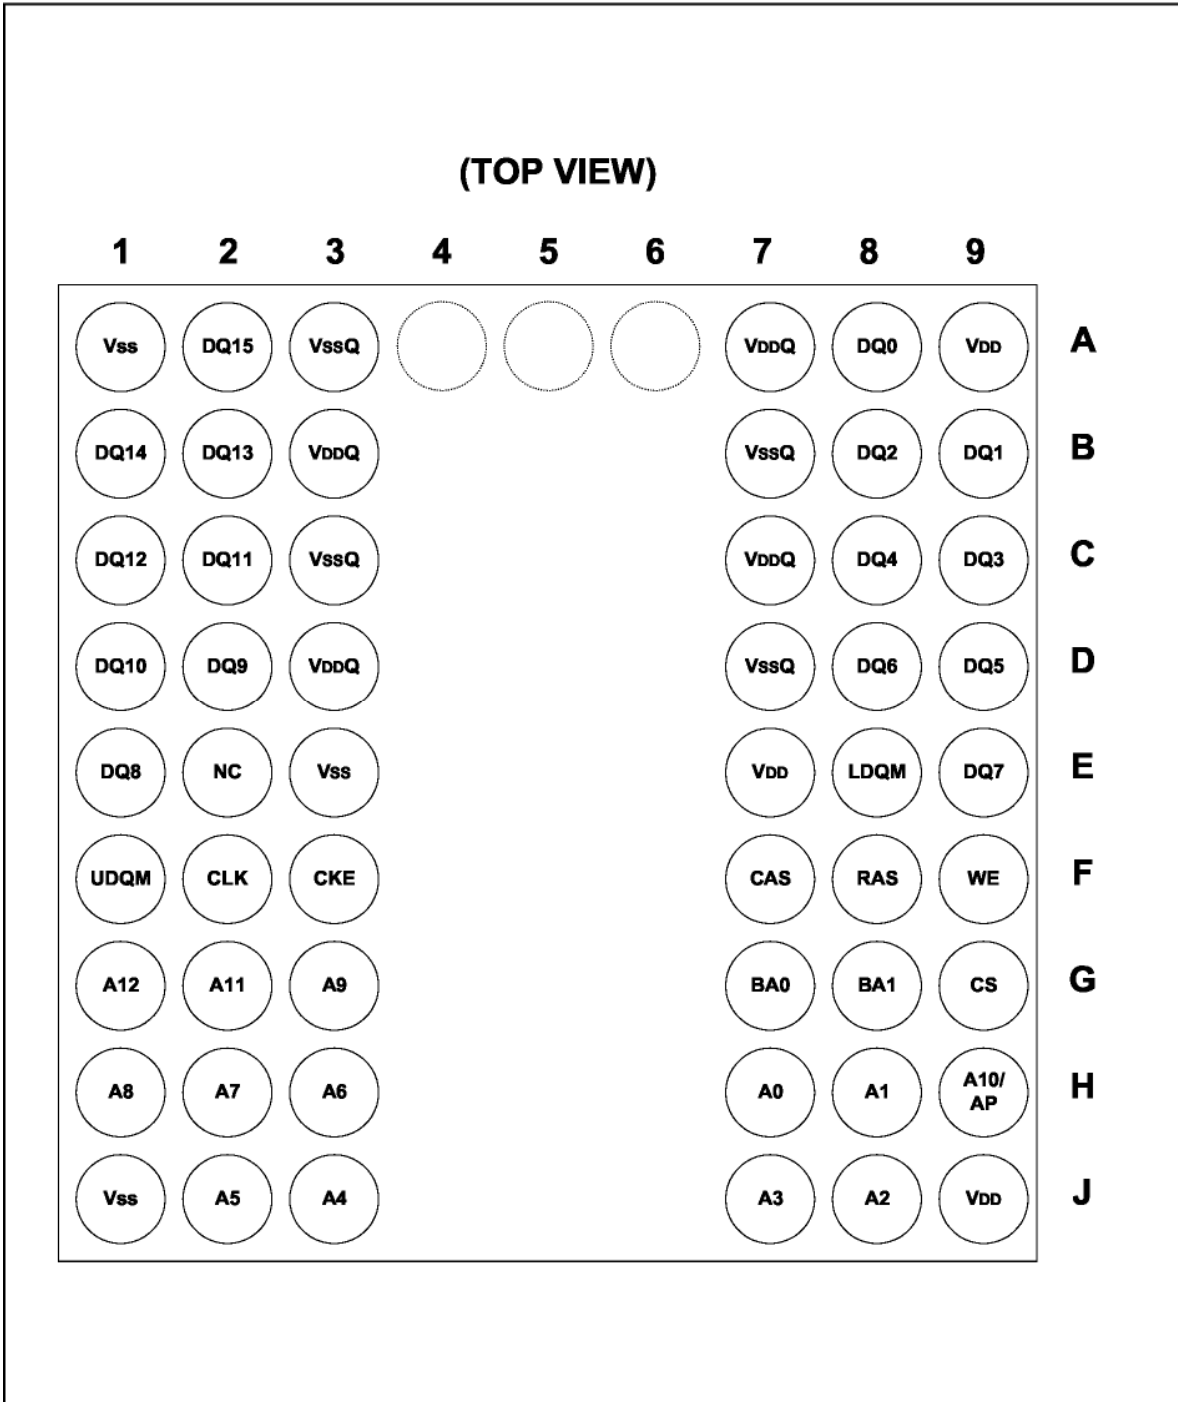 (TOP VIEW)
1 2 3 4 5 6 7 8 9
Vss DQ15 VssQ VDDQ DQ0 VDD A
DQ14 DQ13 VDDQ VssQ DQ2 DQ1 B
DQ12 DQ11 VssQ VDDQ DQ4 DQ3 C
DQ10 DQ9 VDDQ VssQ DQ6 DQ5 D
DQ8 NC Vss VDD LDQM DQ7 E
UDQM CLK CKE CAS RAS WE F
A12 A11 A9 BA0 BA1 CS G
A8 A7 A6 A0 A1 A10/ H
AP
Vss A5 A4 A3 A2 VDD J